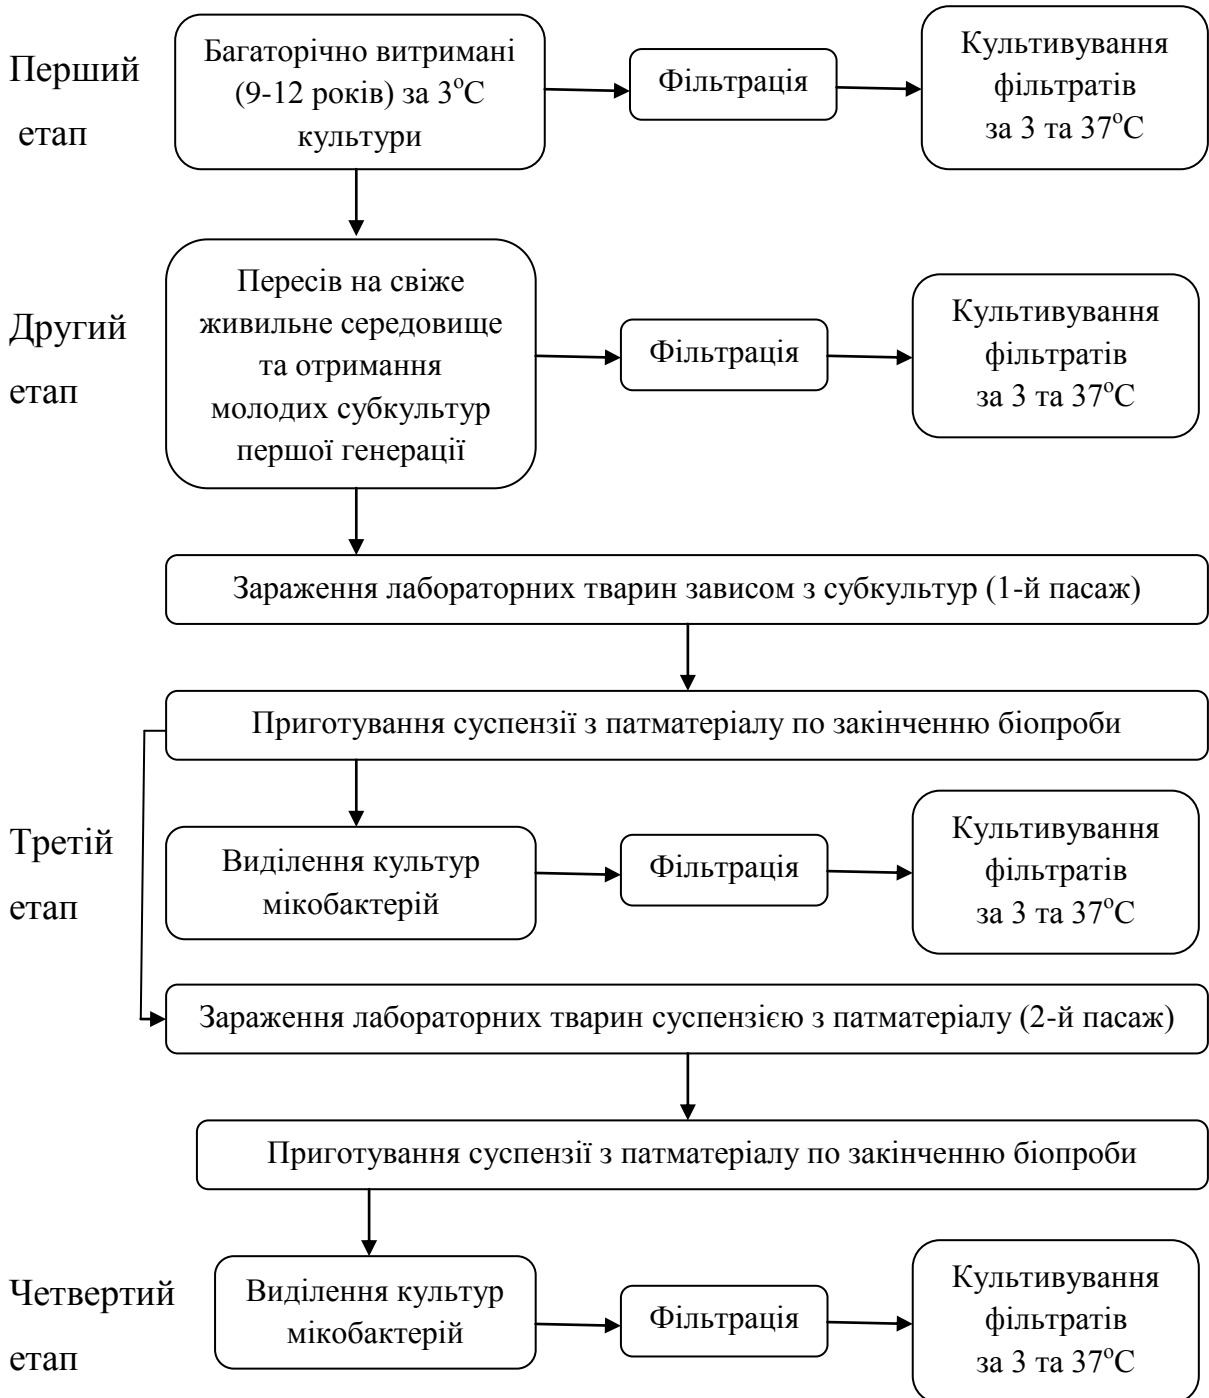 Перший
етап
Багаторічно витримані
(9-12 років) за 3°С
культури
Фільтрація
Культивування
фільтратів
за 3 та 37°С
Другий
етап
Пересів на свіже
живильне середовище
та отримання
молодих субкультур
першої генерації
Фільтрація
Культивування
фільтратів
за 3 та 37°С
Зараження лабораторних тварин зависом з субкультур (1-й пасаж)
Приготування суспензії з патматеріалу по закінченню біопроби
Третій
етап
Виділення культур
мікобактерій
Фільтрація
Культивування
фільтратів
за 3 та 37°С
Зараження лабораторних тварин суспензією з патматеріалу (2-й пасаж)
Приготування суспензії з патматеріалу по закінченню біопроби
Четвертий
етап
Виділення культур
мікобактерій
Фільтрація
Культивування
фільтратів
за 3 та 37°С